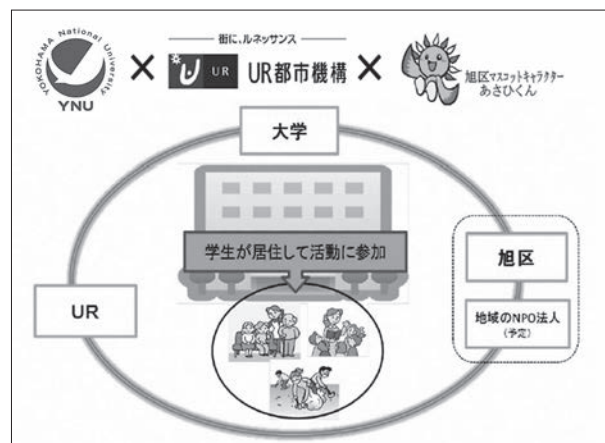 YOKOHAMA National University
YNU
×
街に、ルネッサンス
UR
UR都市機構
×
旭区マスコットキャラクター
あさひくん
大学
学生が居住して活動に参加
旭区
UR
地域のNPO法人
(予定)